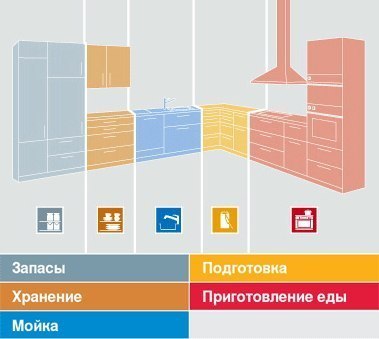 Запасы
Подготовка
Хранение
Приготовление еды
Мойка